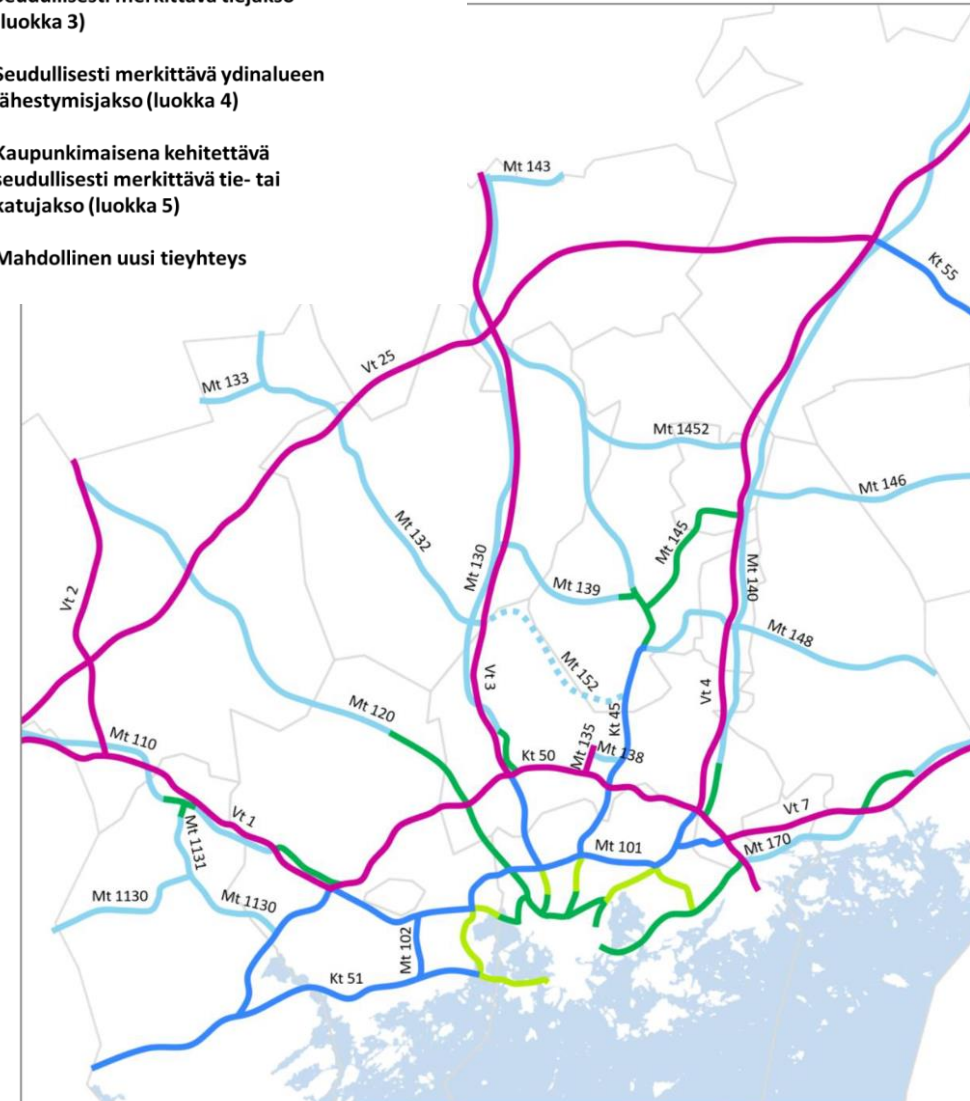 Seudullisesti merkittävä tiejakso
(luokka 3)
Seudullisesti merkittävä ydinalueen
lähestymisjakso (luokka 4)
Kaupunkimaisena kehitettävä
seudullisesti merkittävä tie- tai
katujakso (luokka 5)
Mahdollinen uusi tieyhteys
Mt 143
Kt 55
Vt 25
Mt 133
Mt 1452
Mt 146
Mt 132
Mt 145
Mt 130
Mt 139
Mt 140
Vt 2
Mt 148
Mt 152
Vt 3
Vt 4
Mt 120
Kt 45
Mt 110
Kt 50
Mt 135
Mt 138
Vt 1
Vt 7
Mt 1131
Mt 101
Mt 170
Mt 1130
Mt 1130
Mt 102
Kt 51